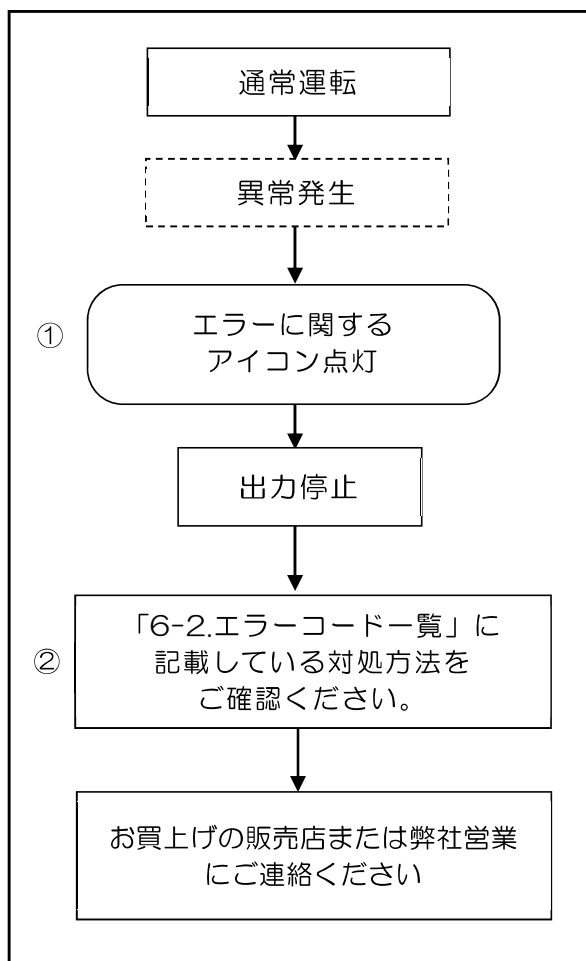 通常運転
異常発生
①
エラーに関する
アイコン点灯
出力停止
②
「6-2.エラーコード一覧」に
記載している対処方法を
ご確認ください。
お買上げの販売店または弊社営業
にご連絡ください